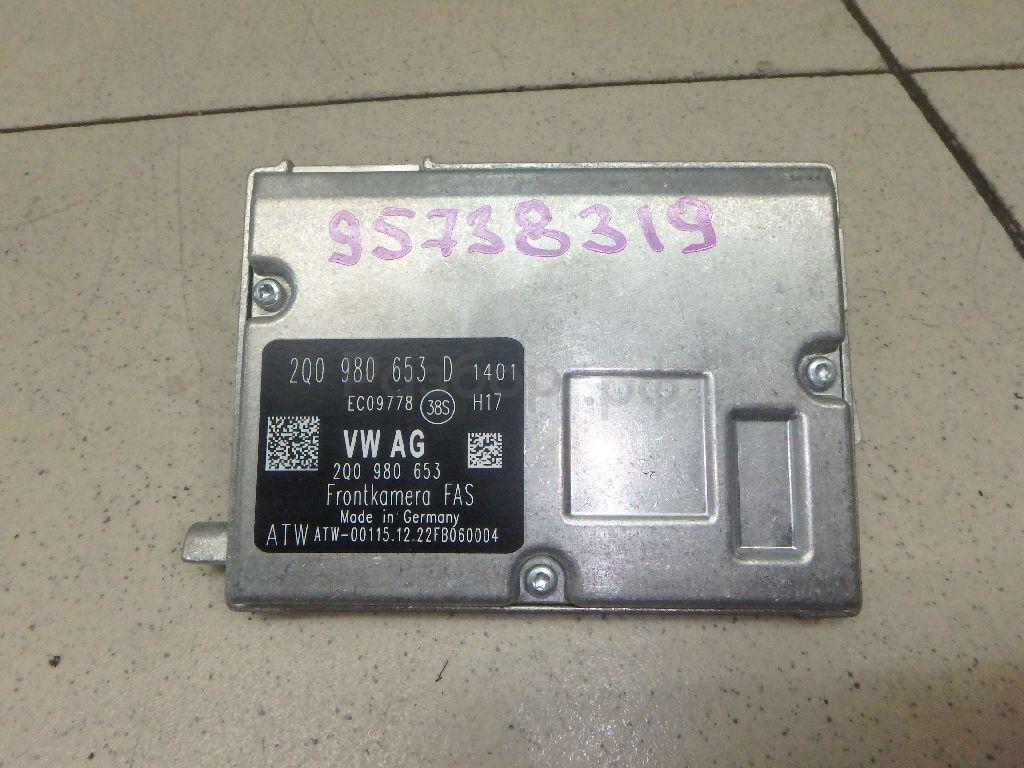 95738319
2Q0 980 653 D 1401
EC09778 38S H17
VW AG
2Q0 980 653
Frontkamera FAS
Made in Germany
ATW ATW-00115.12.22FB060004